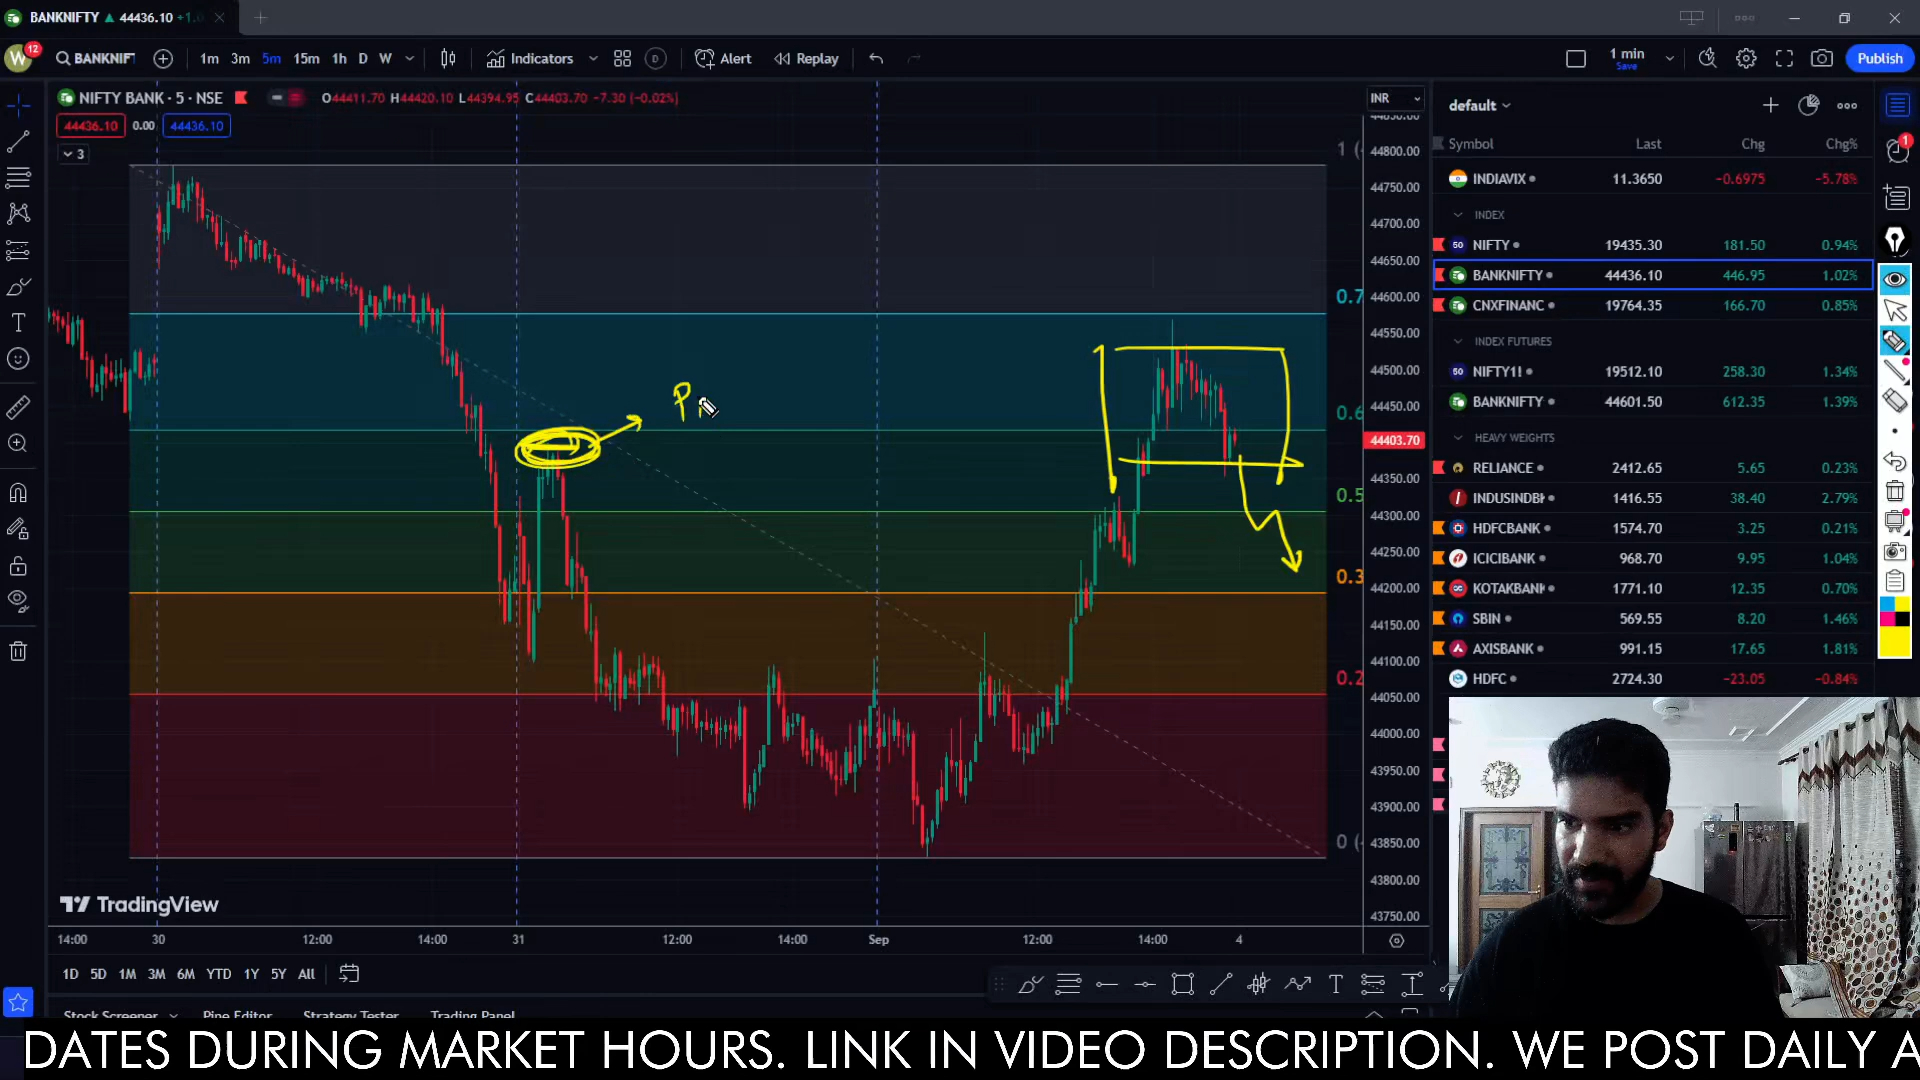 BANKNIFTY ▲ 44436.10 +1.0
W 12 BANKNIF 1m 3m 5m 15m 1h D W Indicators D Alert Replay 1 min Save Publish
NIFTY BANK · 5 · NSE O44411.70 H44420.10 L44394.95 C44403.70 -7.30 (-0.02%) INR
44436.10 0.00 44436.10
3
default
Symbol Last Chg Chg%
INDIAVIX 11.3650 -0.6975 -5.78%
INDEX
50 NIFTY 19435.30 181.50 0.94%
BANKNIFTY 44436.10 446.95 1.02%
CNXFINANC 19764.35 166.70 0.85%
INDEX FUTURES
50 NIFTY1! 19512.10 258.30 1.34%
BANKNIFTY 44601.50 612.35 1.39%
HEAVY WEIGHTS
RELIANCE 2412.65 5.65 0.23%
INDUSINDB 1416.55 38.40 2.79%
HDFCBANK 1574.70 3.25 0.21%
ICICIBANK 968.70 9.95 1.04%
KOTAKBANK 1771.10 12.35 0.70%
SBIN 569.55 8.20 1.46%
AXISBANK 991.15 17.65 1.81%
HDFC 2724.30 -23.05 -0.84%
1 (
0.7
0.6
0.5
0.3
0.2
0 (
44800.00
44750.00
44700.00
44650.00
44600.00
44550.00
44500.00
44450.00
44403.70
44350.00
44300.00
44250.00
44200.00
44150.00
44100.00
44050.00
44000.00
43950.00
43900.00
43850.00
43800.00
43750.00
TradingView
14:00 30 12:00 14:00 31 12:00 14:00 Sep 12:00 14:00 4
1D 5D 1M 3M 6M YTD 1Y 5Y All
Stock Screener Pine Editor Strategy Tester Trading Panel
DATES DURING MARKET HOURS. LINK IN VIDEO DESCRIPTION. WE POST DAILY A